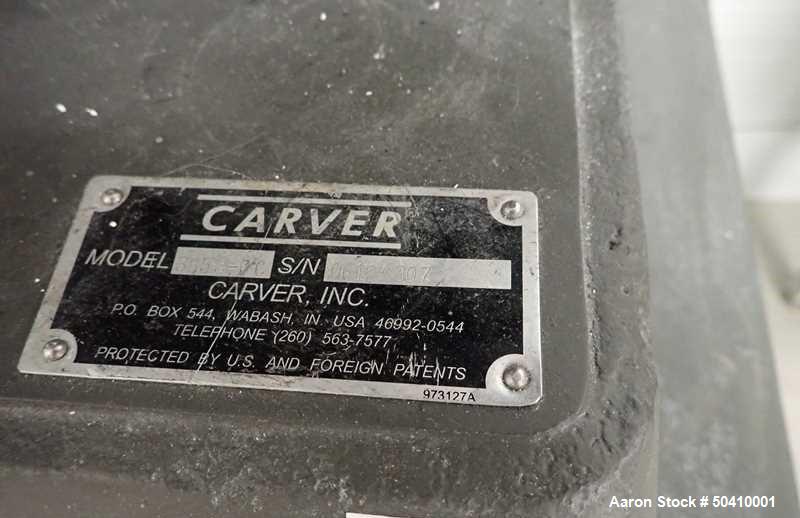 CARVER
MODEL S/N
CARVER, INC.
P.O. BOX 544, WABASH, IN. USA 46992-0544
TELEPHONE (260) 563-7577
PROTECTED BY U.S. AND FOREIGN PATENTS
973127A
Aaron Stock # 50410001